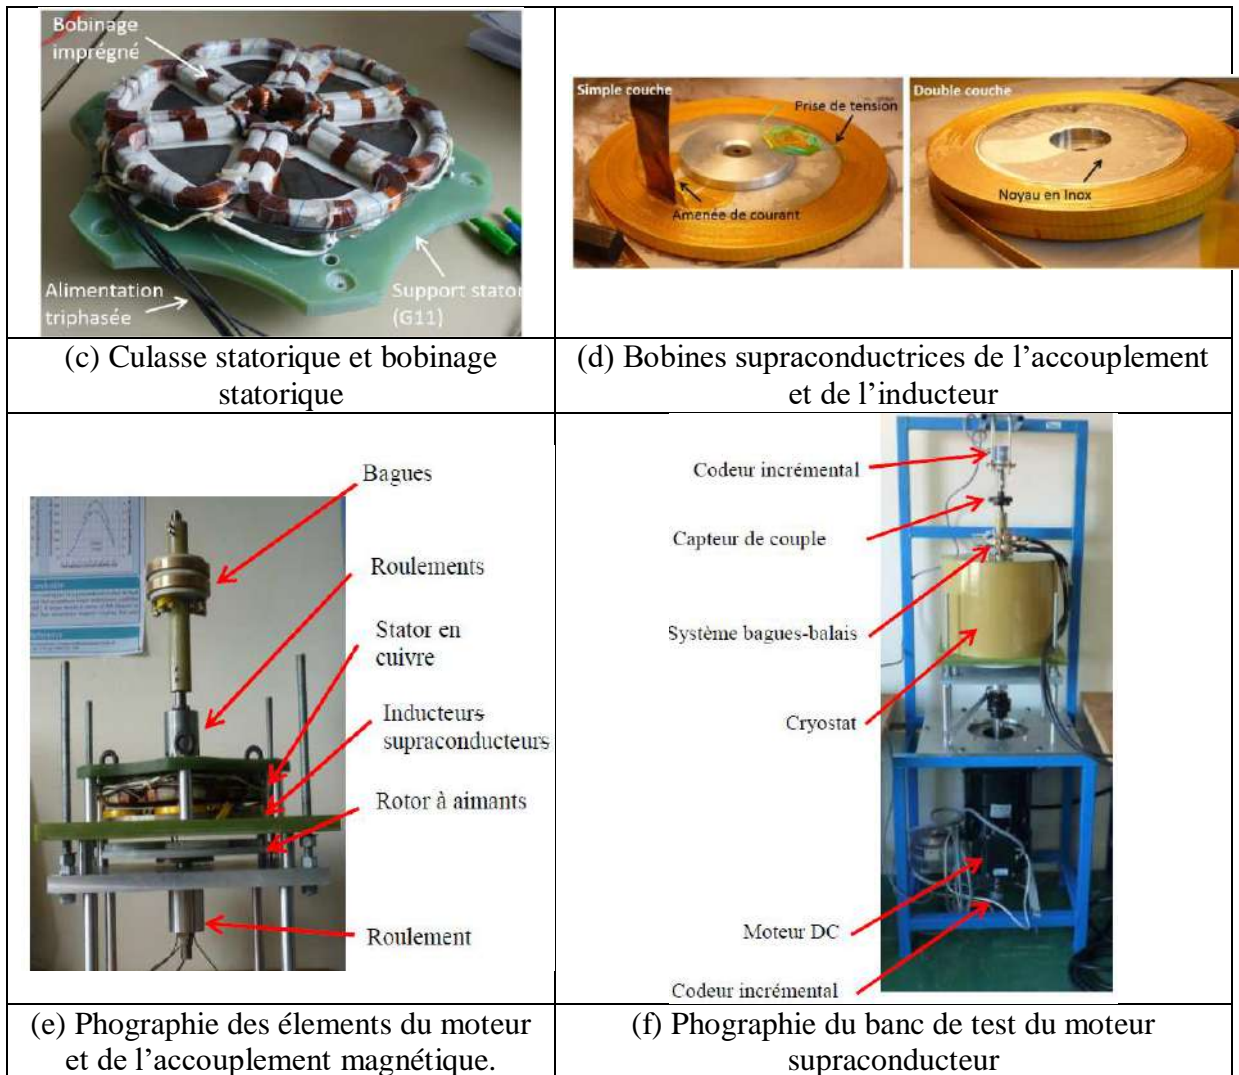 Bobinage
imprégné
Alimentation
triphasée
Support stator
(G11)
Simple couche
Prise de tension
Amenée de courant
Double couche
Noyau en Inox
(c) Culasse statorique et bobinage
statorique
(d) Bobines supraconductrices de l’accouplement
et de l’inducteur
Bagues
Roulements
Stator en
cuivre
Inducteurs
supraconducteurs
Rotor à aimants
Roulement
Codeur incrémental
Capteur de couple
Système bagues-balais
Cryostat
Moteur DC
Codeur incrémental
(e) Phographie des élements du moteur
et de l’accouplement magnétique.
(f) Phographie du banc de test du moteur
supraconducteur